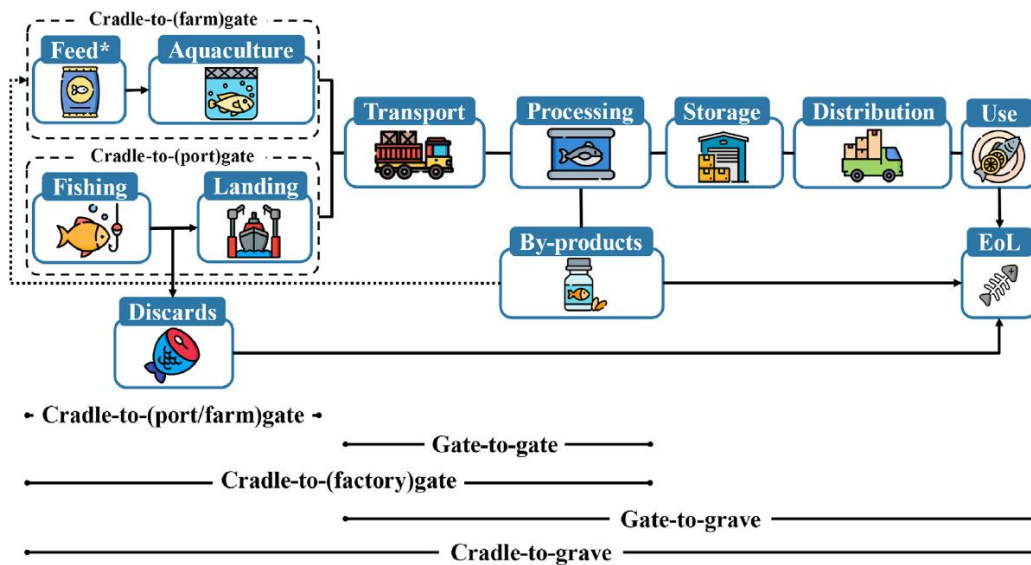 Cradle-to-(farm)gate
Feed*
Aquaculture
Transport
Processing
Storage
Distribution
Use
Cradle-to-(port)gate
Fishing
Landing
By-products
EoL
Discards
Cradle-to-(port/farm)gate
Gate-to-gate
Cradle-to-(factory)gate
Gate-to-grave
Cradle-to-grave